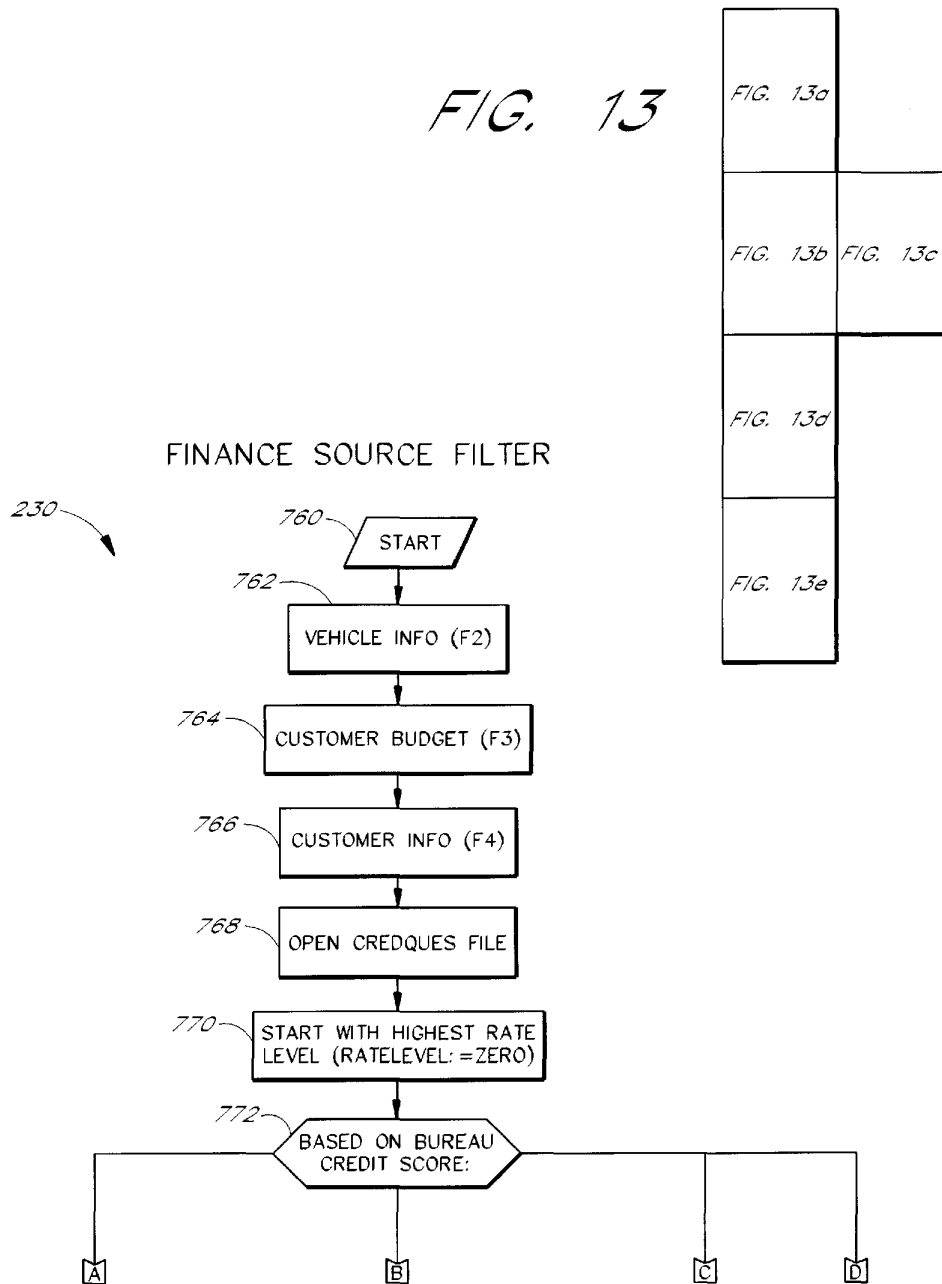 FIG. 13
FIG. 13a
FIG. 13b
FIG. 13c
FIG. 13d
FIG. 13e
FINANCE SOURCE FILTER
230
760
START
762
VEHICLE INFO (F2)
764
CUSTOMER BUDGET (F3)
766
CUSTOMER INFO (F4)
768
OPEN CREDQUES FILE
770
START WITH HIGHEST RATE
LEVEL (RATELEVEL:=ZERO)
772
BASED ON BUREAU
CREDIT SCORE:
A
B
C
D